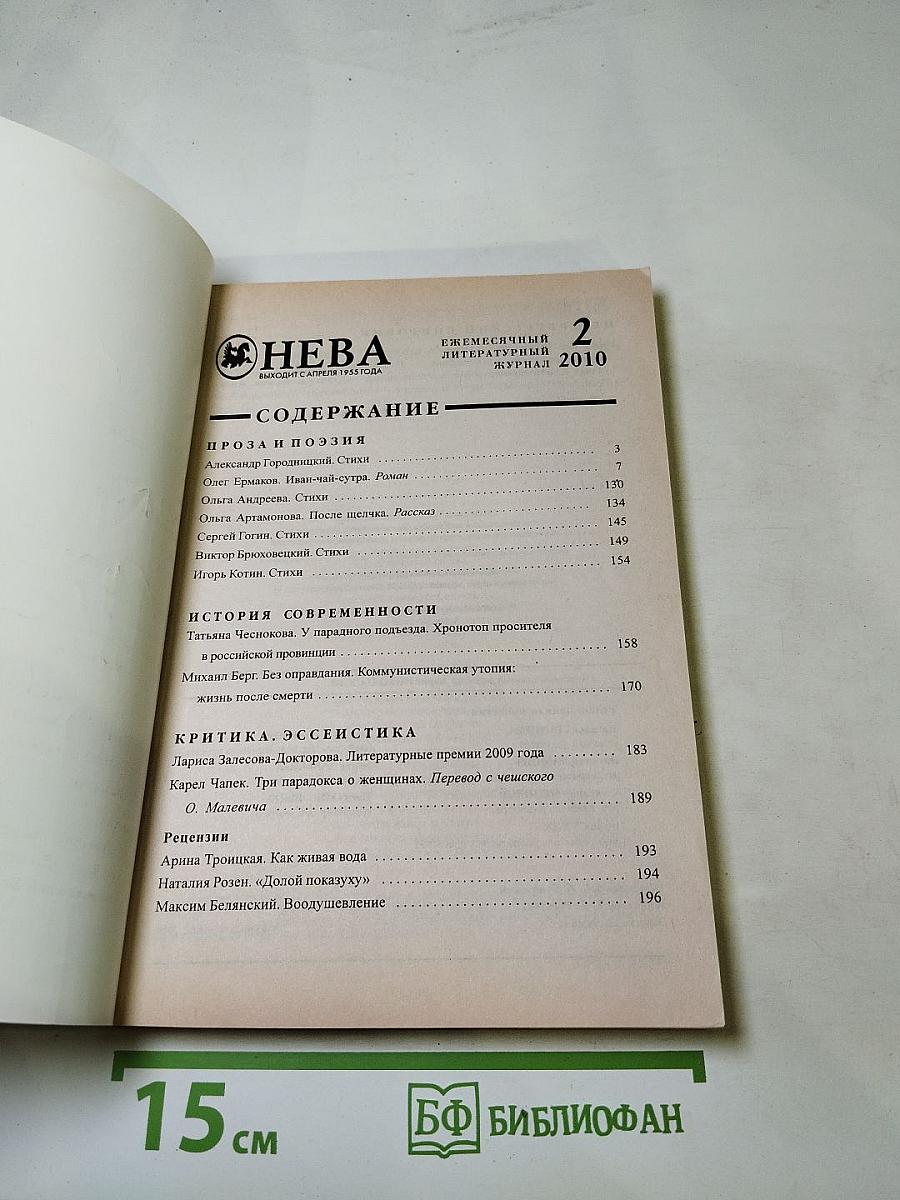 НЕВА
ВЫХОДИТ С АПРЕЛЯ 1955 ГОДА
ЕЖЕМЕСЯЧНЫЙ
ЛИТЕРАТУРНЫЙ
ЖУРНАЛ
2
2010
СОДЕРЖАНИЕ
ПРОЗА И ПОЭЗИЯ
Александр Городницкий. Стихи 3
Олег Ермаков. Иван-чай-сутра. Роман 7
Ольга Андреева. Стихи 130
Ольга Артамонова. После щелчка. Рассказ 134
Сергей Гогин. Стихи 145
Виктор Брюховецкий. Стихи 149
Игорь Котин. Стихи 154
ИСТОРИЯ СОВРЕМЕННОСТИ
Татьяна Чеснокова. У парадного подъезда. Хронотоп просителя
в российской провинции 158
Михаил Берг. Без оправдания. Коммунистическая утопия:
жизнь после смерти 170
КРИТИКА. ЭССЕИСТИКА
Лариса Залесова-Докторова. Литературные премии 2009 года 183
Карел Чапек. Три парадокса о женщинах. Перевод с чешского
О. Малевича 189
Рецензии
Арина Троицкая. Как живая вода 193
Наталия Розен. «Долой показуху» 194
Максим Белянский. Воодушевление 196
15 см
БФ БИБЛИОФАН